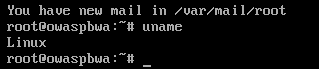 You have new mail in /var/mail/root
root@owaspbwa:~# uname
Linux
root@owaspbwa:~# _